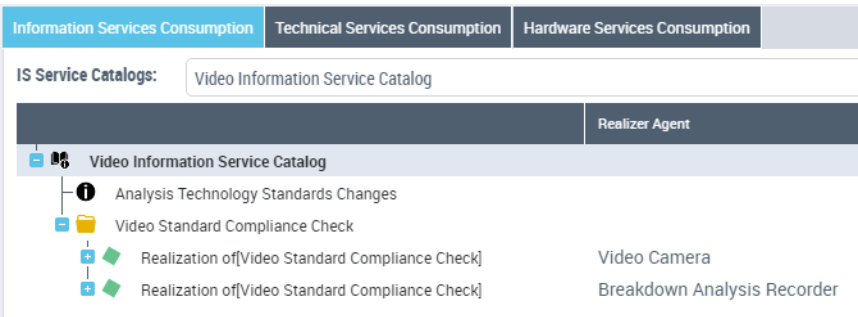 Information Services Consumption Technical Services Consumption Hardware Services Consumption
IS Service Catalogs: Video Information Service Catalog
Realizer Agent
Video Information Service Catalog
Analysis Technology Standards Changes
Video Standard Compliance Check
Realization of[Video Standard Compliance Check] Video Camera
Realization of[Video Standard Compliance Check] Breakdown Analysis Recorder